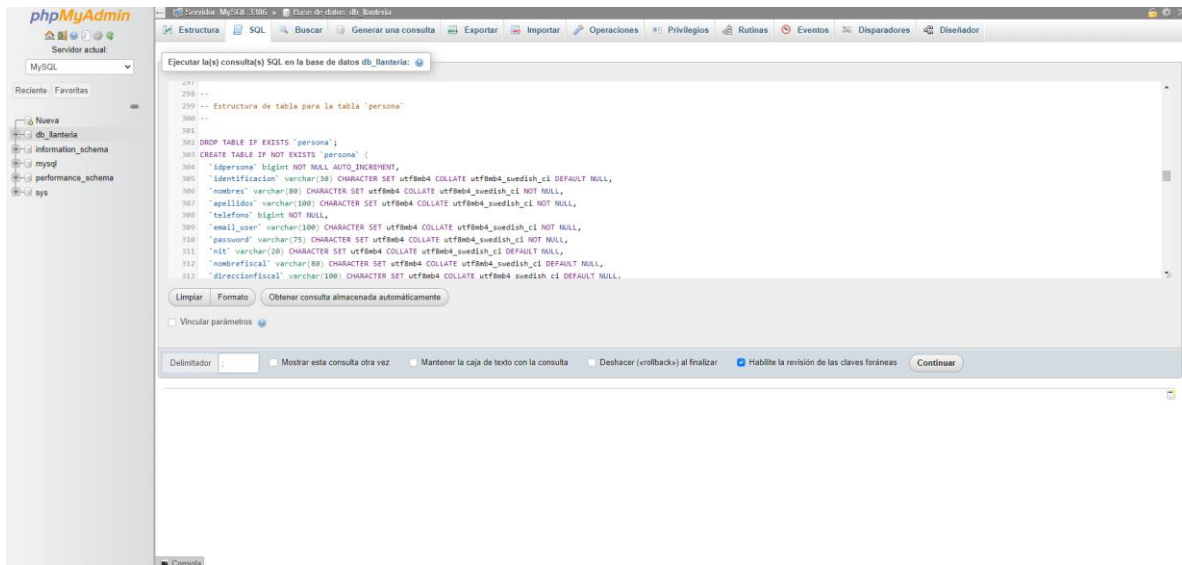 phpMyAdmin
Servidor actual:
MySQL
Reciente Favoritas
Nueva
db_llanteria
information_schema
mysql
performance_schema
sys
Servidor: MySQL:3306 » Base de datos: db_llanteria
Estructura SQL Buscar Generar una consulta Exportar Importar Operaciones Privilegios Rutinas Eventos Disparadores Diseñador
Ejecutar la(s) consulta(s) SQL en la base de datos db_llanteria:
297
298 --
299 -- Estructura de tabla para la tabla `persona`
300 --
301
302 DROP TABLE IF EXISTS `persona`;
303 CREATE TABLE IF NOT EXISTS `persona` (
304 `idpersona` bigint NOT NULL AUTO_INCREMENT,
305 `identificacion` varchar(30) CHARACTER SET utf8mb4 COLLATE utf8mb4_swedish_ci DEFAULT NULL,
306 `nombres` varchar(80) CHARACTER SET utf8mb4 COLLATE utf8mb4_swedish_ci NOT NULL,
307 `apellidos` varchar(100) CHARACTER SET utf8mb4 COLLATE utf8mb4_swedish_ci NOT NULL,
308 `telefono` bigint NOT NULL,
309 `email_user` varchar(100) CHARACTER SET utf8mb4 COLLATE utf8mb4_swedish_ci NOT NULL,
310 `password` varchar(75) CHARACTER SET utf8mb4 COLLATE utf8mb4_swedish_ci NOT NULL,
311 `nit` varchar(20) CHARACTER SET utf8mb4 COLLATE utf8mb4_swedish_ci DEFAULT NULL,
312 `nombrefiscal` varchar(80) CHARACTER SET utf8mb4 COLLATE utf8mb4_swedish_ci DEFAULT NULL,
313 `direccionfiscal` varchar(100) CHARACTER SET utf8mb4 COLLATE utf8mb4_swedish_ci DEFAULT NULL,
Limpiar Formato Obtener consulta almacenada automáticamente
Vincular parámetros
Delimitador ; Mostrar esta consulta otra vez Mantener la caja de texto con la consulta Deshacer («rollback») al finalizar Habilite la revisión de las claves foráneas Continuar
Consola